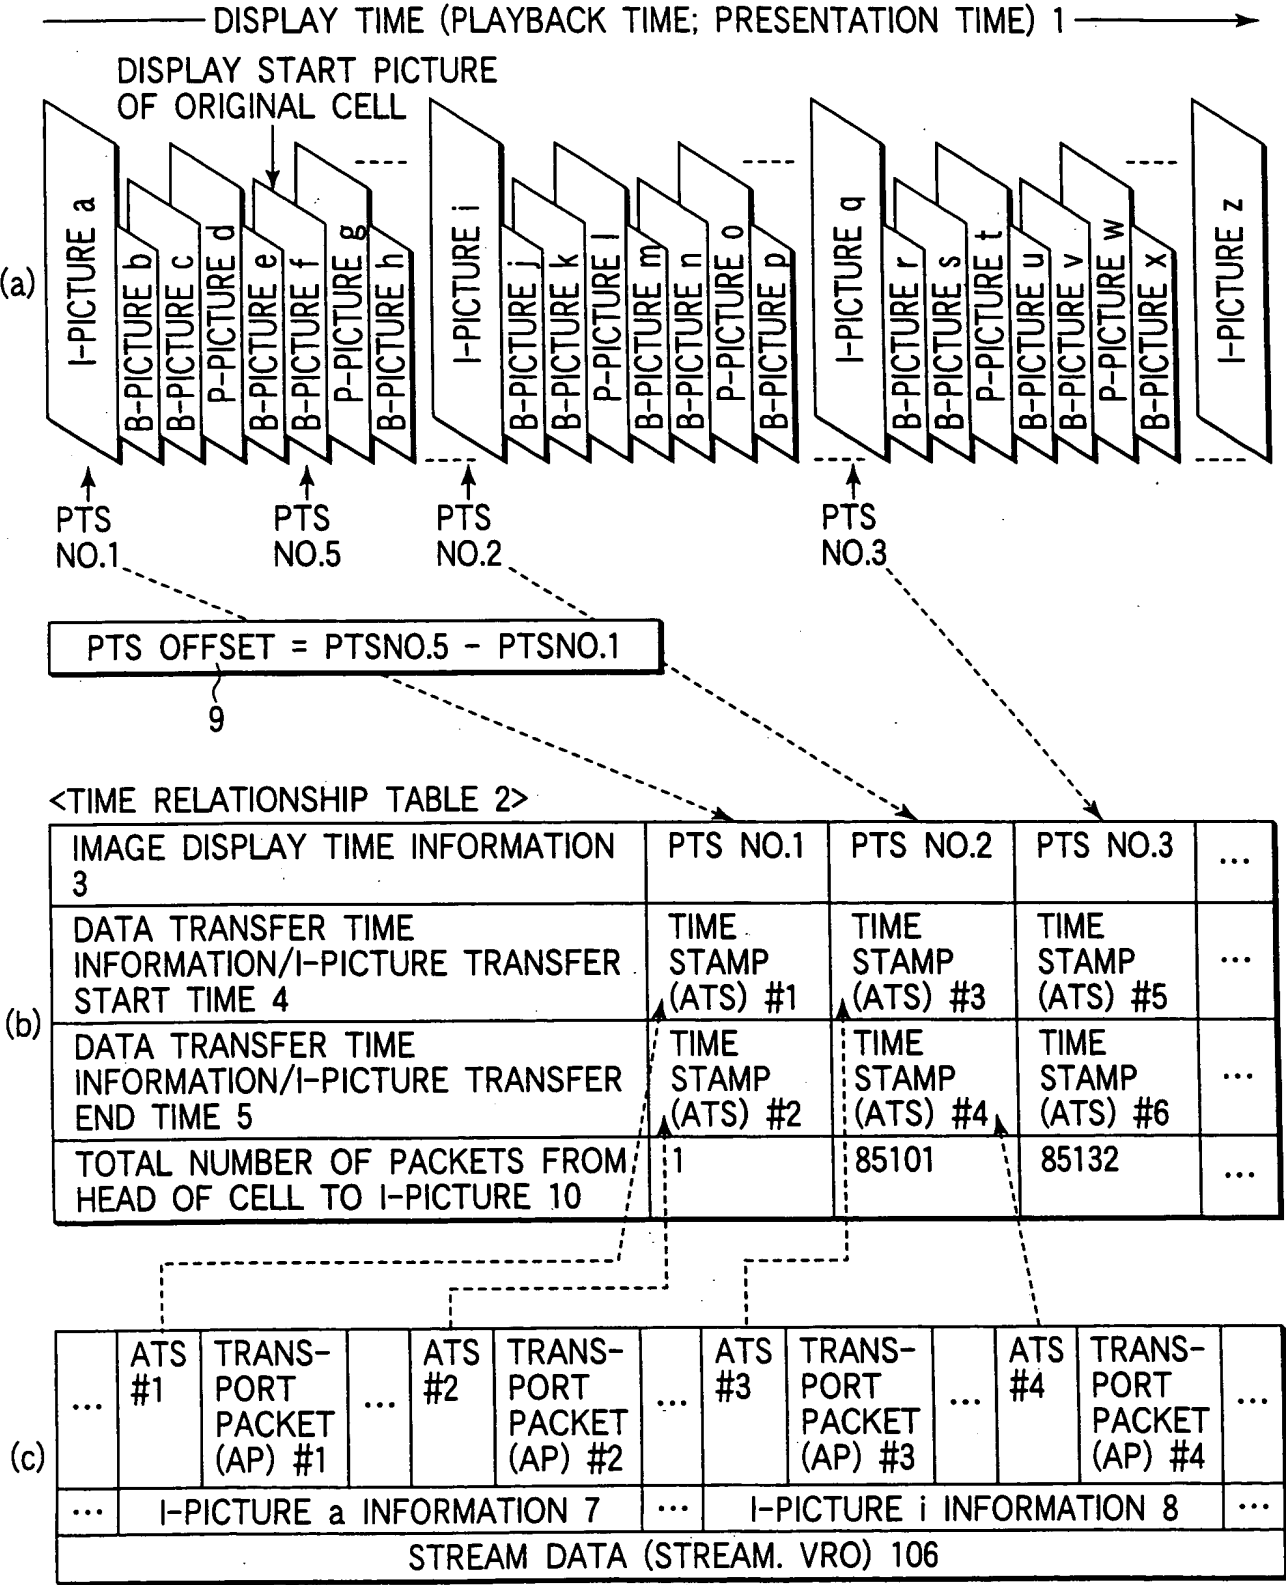 DISPLAY TIME (PLAYBACK TIME; PRESENTATION TIME) 1
DISPLAY START PICTURE
OF ORIGINAL CELL
(a)
I-PICTURE a
B-PICTURE b
B-PICTURE c
P-PICTURE d
B-PICTURE e
B-PICTURE f
P-PICTURE g
B-PICTURE h
I-PICTURE i
B-PICTURE j
B-PICTURE k
P-PICTURE l
B-PICTURE m
B-PICTURE n
P-PICTURE o
B-PICTURE p
I-PICTURE q
B-PICTURE r
B-PICTURE s
P-PICTURE t
B-PICTURE u
B-PICTURE v
P-PICTURE w
B-PICTURE x
I-PICTURE z
PTS
NO.1
PTS
NO.5
PTS
NO.2
PTS
NO.3
PTS OFFSET = PTSNO.5 - PTSNO.1
9
<TIME RELATIONSHIP TABLE 2>
(b)
IMAGE DISPLAY TIME INFORMATION
3
PTS NO.1
PTS NO.2
PTS NO.3
...
DATA TRANSFER TIME
INFORMATION/I-PICTURE TRANSFER
START TIME 4
TIME
STAMP
(ATS) #1
TIME
STAMP
(ATS) #3
TIME
STAMP
(ATS) #5
...
DATA TRANSFER TIME
INFORMATION/I-PICTURE TRANSFER
END TIME 5
TIME
STAMP
(ATS) #2
TIME
STAMP
(ATS) #4
TIME
STAMP
(ATS) #6
...
TOTAL NUMBER OF PACKETS FROM
HEAD OF CELL TO I-PICTURE 10
1
85101
85132
...
(c)
...
ATS
#1
TRANS-
PORT
PACKET
(AP) #1
...
ATS
#2
TRANS-
PORT
PACKET
(AP) #2
...
ATS
#3
TRANS-
PORT
PACKET
(AP) #3
...
ATS
#4
TRANS-
PORT
PACKET
(AP) #4
...
...
I-PICTURE a INFORMATION 7
...
I-PICTURE i INFORMATION 8
...
STREAM DATA (STREAM. VRO) 106